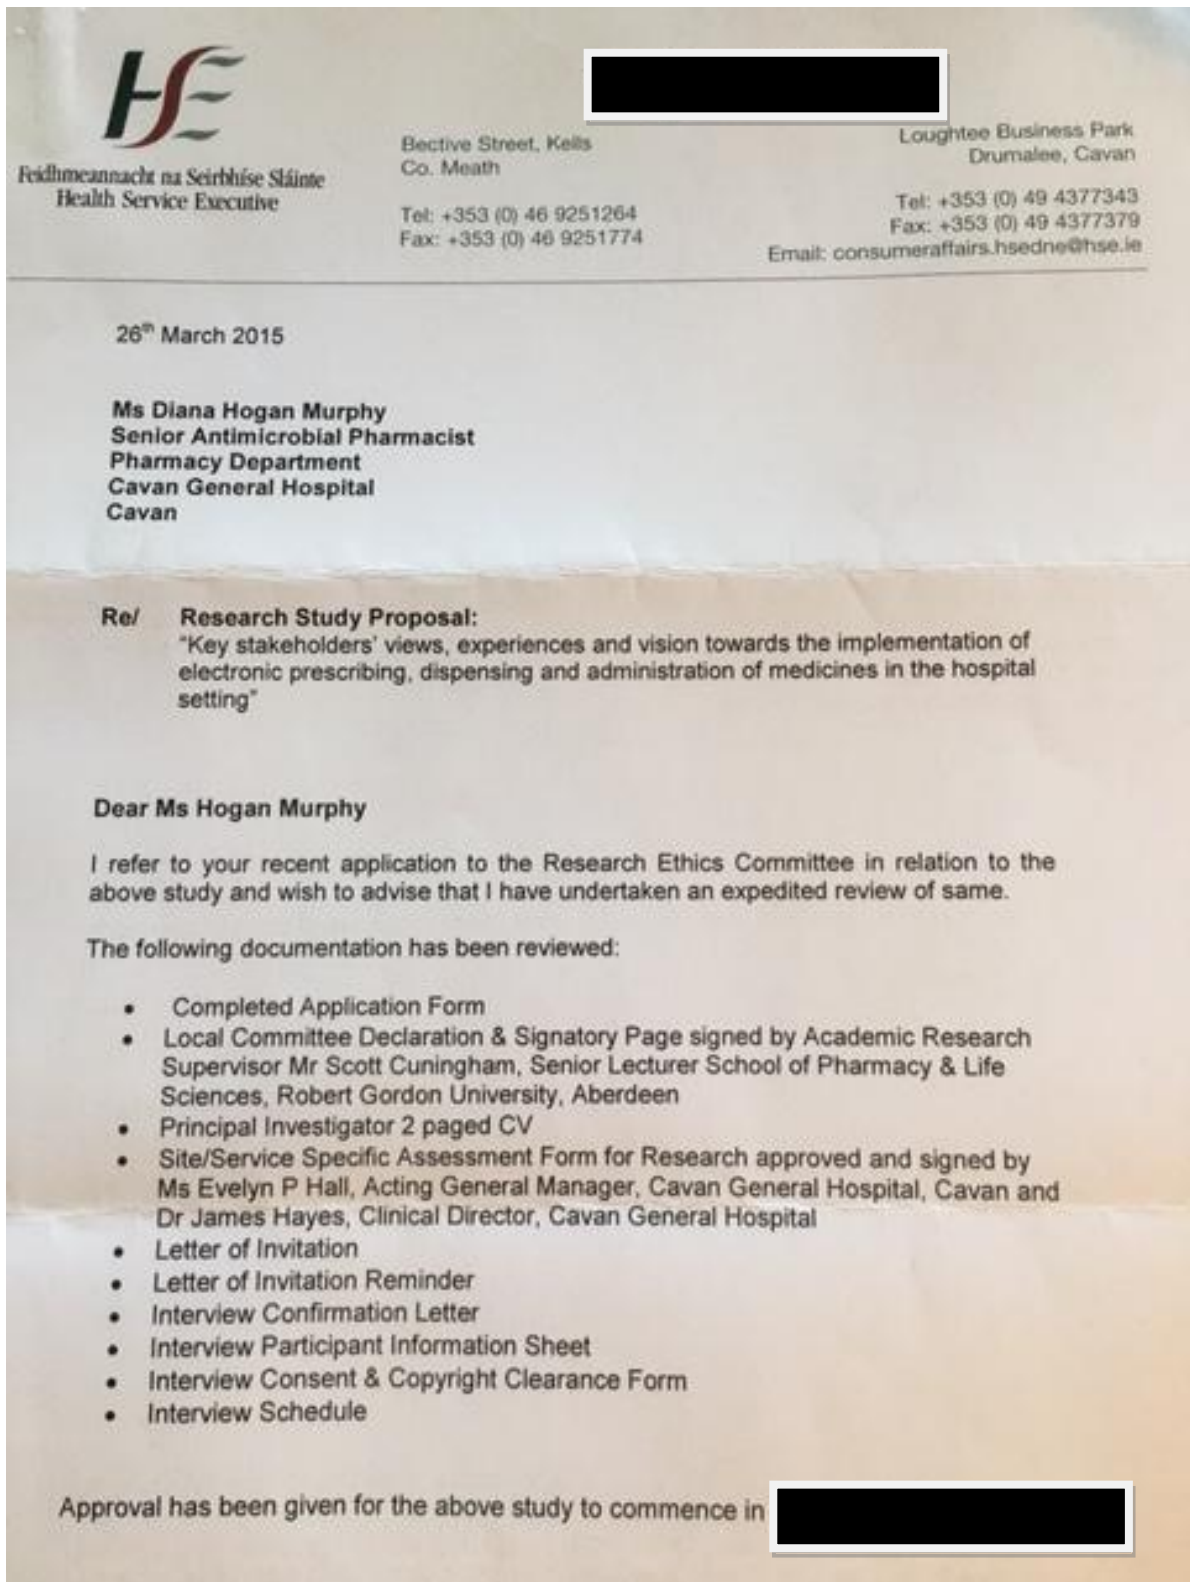 HSE
Feidhmeannacht na Seirbhíse Sláinte
Health Service Executive
Bective Street, Kells
Co. Meath
Tel: +353 (0) 46 9251264
Fax: +353 (0) 46 9251774
Loughtee Business Park
Drumalee, Cavan
Tel: +353 (0) 49 4377343
Fax: +353 (0) 49 4377379
Email: consumeraffairs.hsedne@hse.ie
26th March 2015
Ms Diana Hogan Murphy
Senior Antimicrobial Pharmacist
Pharmacy Department
Cavan General Hospital
Cavan
Re/ Research Study Proposal:
"Key stakeholders' views, experiences and vision towards the implementation of
electronic prescribing, dispensing and administration of medicines in the hospital
setting"
Dear Ms Hogan Murphy
I refer to your recent application to the Research Ethics Committee in relation to the
above study and wish to advise that I have undertaken an expedited review of same.
The following documentation has been reviewed:
• Completed Application Form
• Local Committee Declaration & Signatory Page signed by Academic Research
Supervisor Mr Scott Cuningham, Senior Lecturer School of Pharmacy & Life
Sciences, Robert Gordon University, Aberdeen
• Principal Investigator 2 paged CV
• Site/Service Specific Assessment Form for Research approved and signed by
Ms Evelyn P Hall, Acting General Manager, Cavan General Hospital, Cavan and
Dr James Hayes, Clinical Director, Cavan General Hospital
• Letter of Invitation
• Letter of Invitation Reminder
• Interview Confirmation Letter
• Interview Participant Information Sheet
• Interview Consent & Copyright Clearance Form
• Interview Schedule
Approval has been given for the above study to commence in